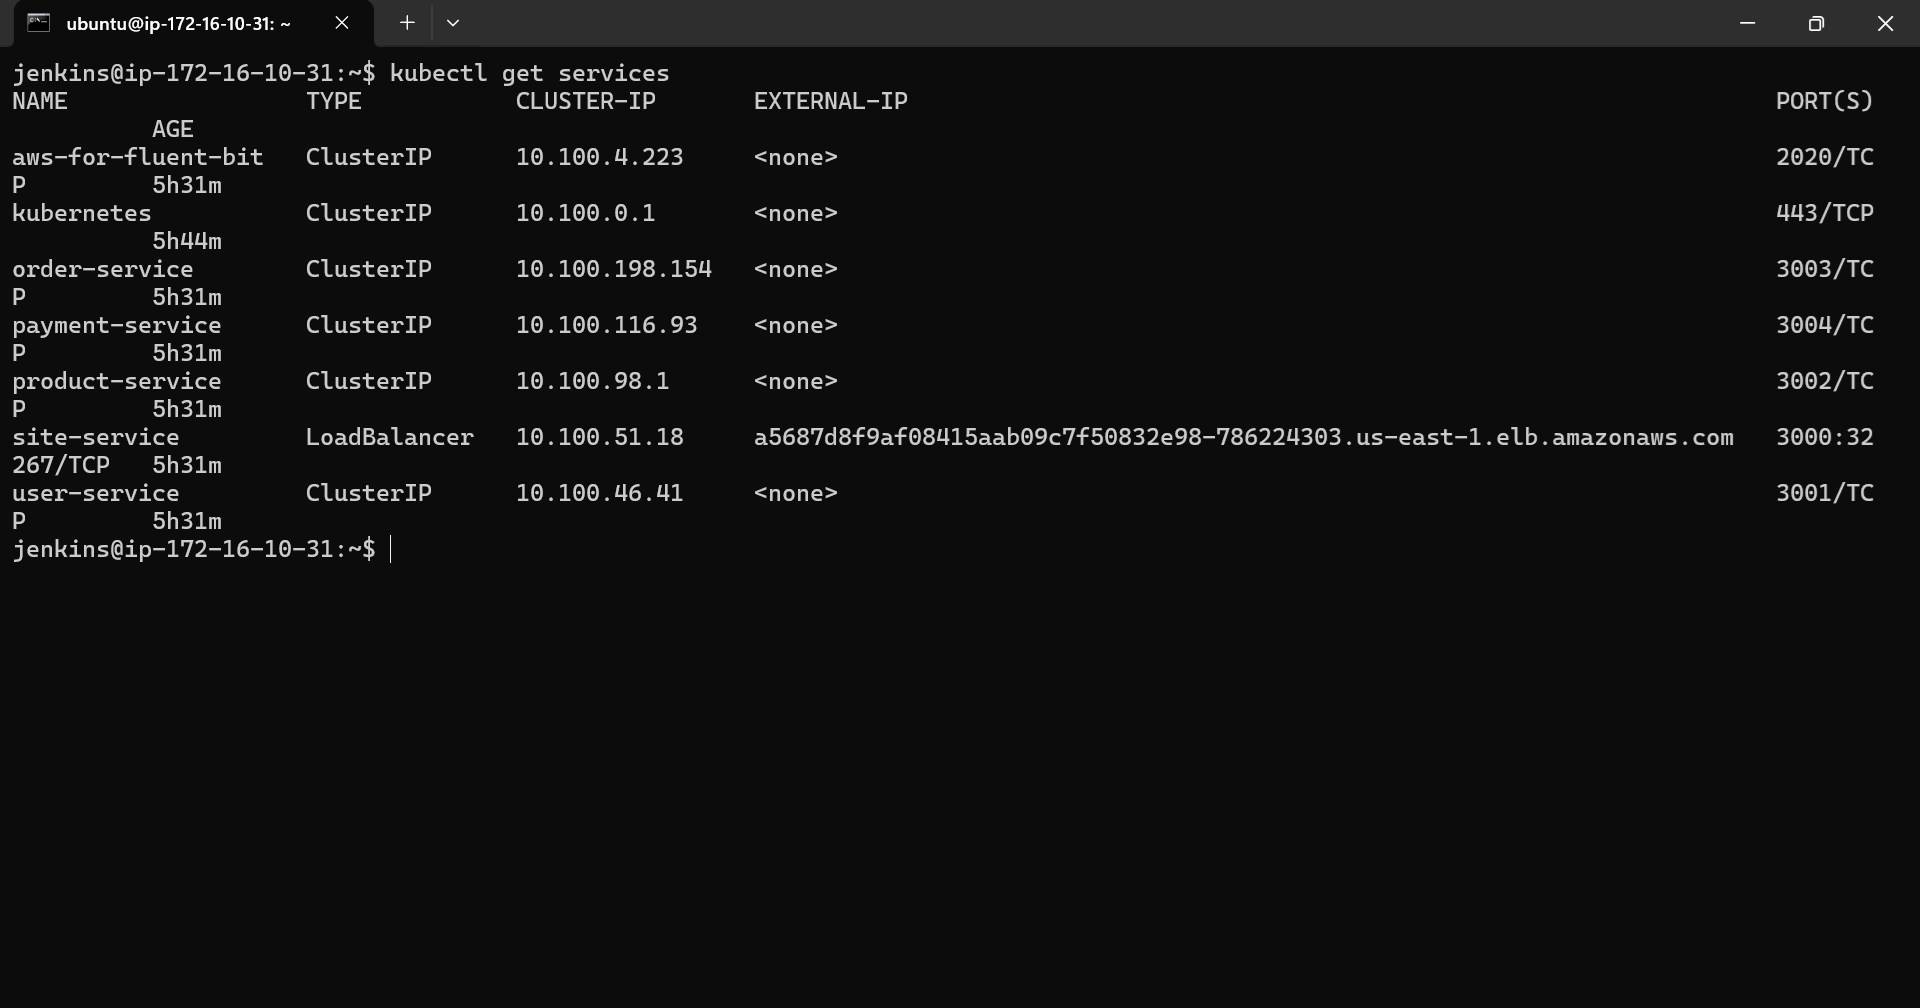 ubuntu@ip-172-16-10-31: ~
jenkins@ip-172-16-10-31:~$ kubectl get services
NAME                 TYPE           CLUSTER-IP       EXTERNAL-IP                                                              PORT(S)
          AGE
aws-for-fluent-bit   ClusterIP      10.100.4.223     <none>                                                                   2020/TC
P         5h31m
kubernetes           ClusterIP      10.100.0.1       <none>                                                                   443/TCP
          5h44m
order-service        ClusterIP      10.100.198.154   <none>                                                                   3003/TC
P         5h31m
payment-service      ClusterIP      10.100.116.93    <none>                                                                   3004/TC
P         5h31m
product-service      ClusterIP      10.100.98.1      <none>                                                                   3002/TC
P         5h31m
site-service         LoadBalancer   10.100.51.18     a5687d8f9af08415aab09c7f50832e98-786224303.us-east-1.elb.amazonaws.com   3000:32
267/TCP   5h31m
user-service         ClusterIP      10.100.46.41     <none>                                                                   3001/TC
P         5h31m
jenkins@ip-172-16-10-31:~$